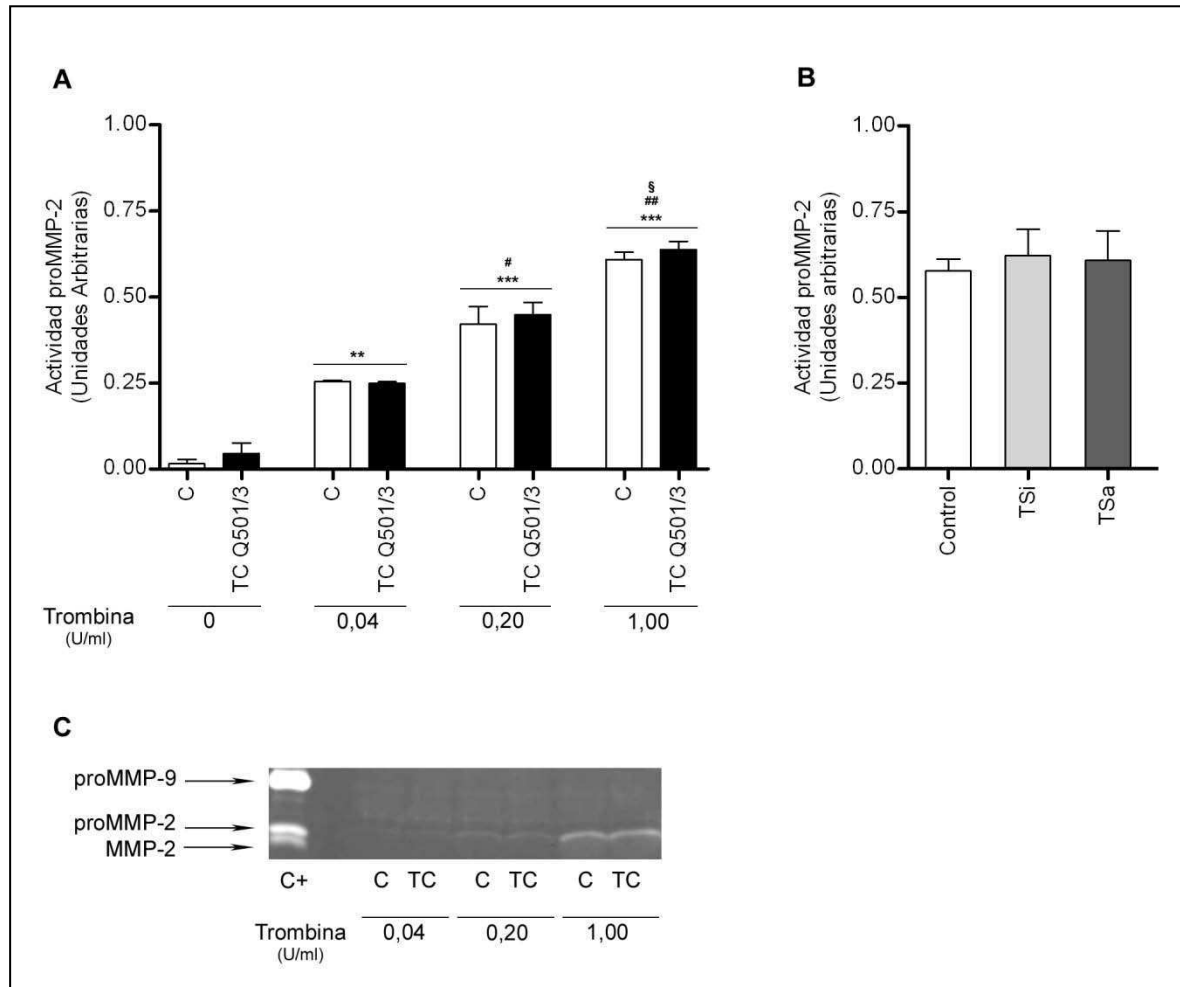 A
Actividad proMMP-2
(Unidades Arbitrarias)
1.00
0.75
0.50
0.25
0.00
**
#
***
§
##
***
C
TC Q501/3
C
TC Q501/3
C
TC Q501/3
C
TC Q501/3
Trombina
(U/ml)
0
0,04
0,20
1,00
B
Actividad proMMP-2
(Unidades arbitrarias)
1.00
0.75
0.50
0.25
0.00
Control
TSi
TSa
C
proMMP-9
proMMP-2
MMP-2
C+ C TC C TC C TC
Trombina
(U/ml)
0,04 0,20 1,00